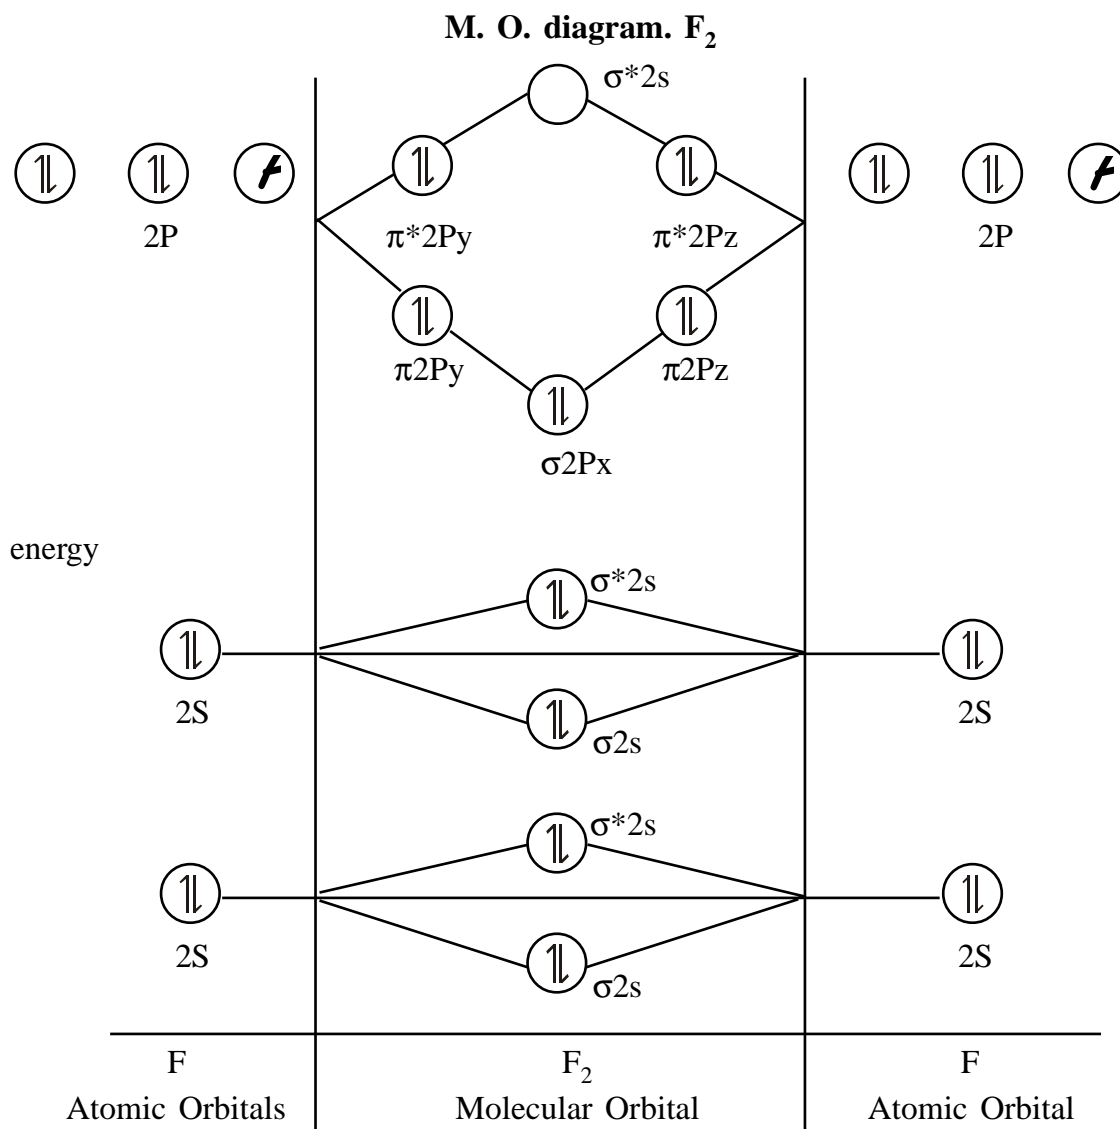 M. O. diagram. F₂
σ*2s
2P
π*2Py
π*2Pz
2P
π2Py
π2Pz
σ2Px
energy
σ*2s
2S
2S
σ2s
σ*2s
2S
2S
σ2s
F
F₂
F
Atomic Orbitals
Molecular Orbital
Atomic Orbital